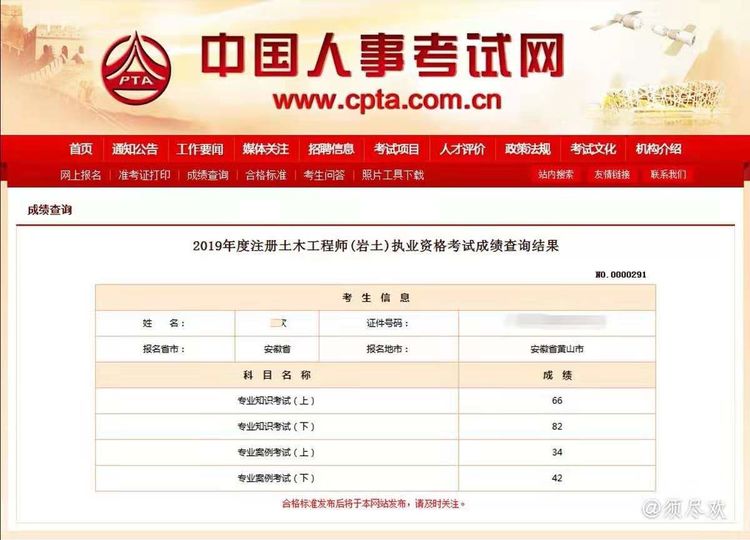 PTA
中国人事考试网
www.cpta.com.cn
首页 通知公告 工作要闻 媒体关注 招聘信息 考试项目 人才评价 政策法规 考试文化 机构介绍
网上报名 | 准考证打印 | 成绩查询 | 合格标准 | 考生问答 | 照片工具下载 站内搜索 友情链接 联系我们
成绩查询
2019年度注册土木工程师(岩土)执业资格考试成绩查询结果
NO.0000291
考 生 信 息
姓 名： 证件号码：
报名省市： 安徽省 报名地市： 安徽省黄山市
科 目 名 称 成 绩
专业知识考试（上） 66
专业知识考试（下） 82
专业案例考试（上） 34
专业案例考试（下） 42
合格标准发布后将于本网站发布，请及时关注。
@须尽欢